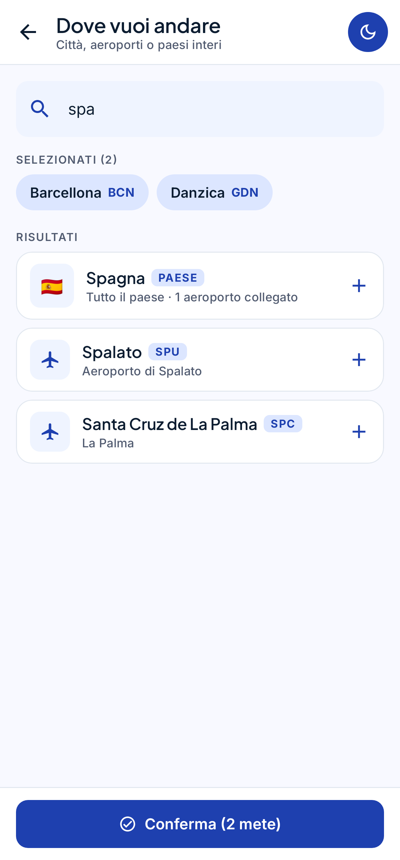 Dove vuoi andare
Città, aeroporti o paesi interi
spa
SELEZIONATI (2)
Barcellona BCN Danzica GDN
RISULTATI
Spagna PAESE
Tutto il paese · 1 aeroporto collegato
Spalato SPU
Aeroporto di Spalato
Santa Cruz de La Palma SPC
La Palma
Conferma (2 mete)